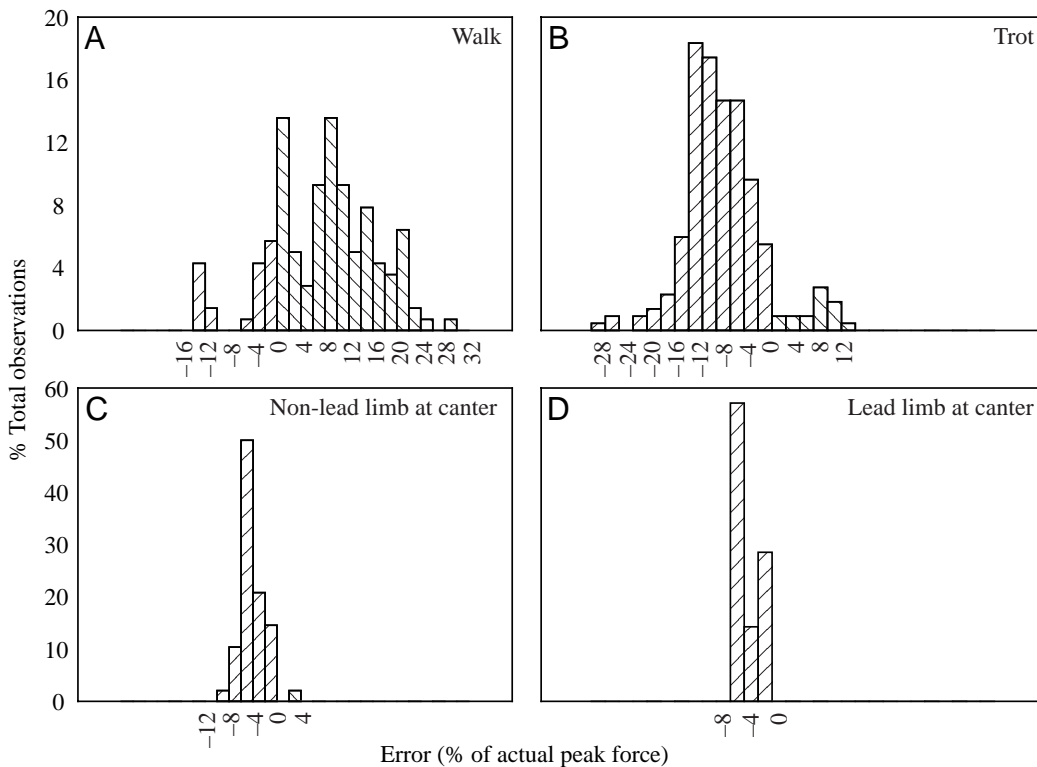 20
A
Walk
B
Trot
16
12
8
4
0
−16 −12 −8 −4 0 4 8 12 16 20 24 28 32
−28 −24 −20 −16 −12 −8 −4 0 4 8 12
% Total observations
60
C
Non-lead limb at canter
D
Lead limb at canter
50
40
30
20
10
0
−12 −8 −4 0 4
−8 −4 0
Error (% of actual peak force)